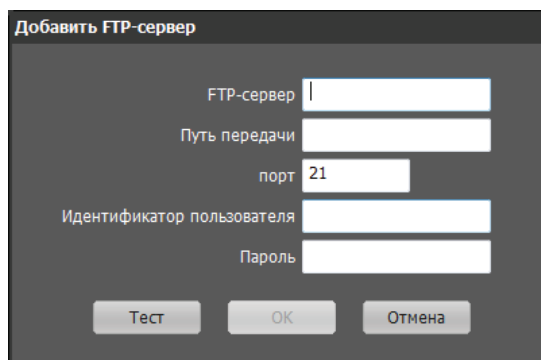 Добавить FTP-сервер
FTP-сервер
Путь передачи
порт 21
Идентификатор пользователя
Пароль
Тест OK Отмена